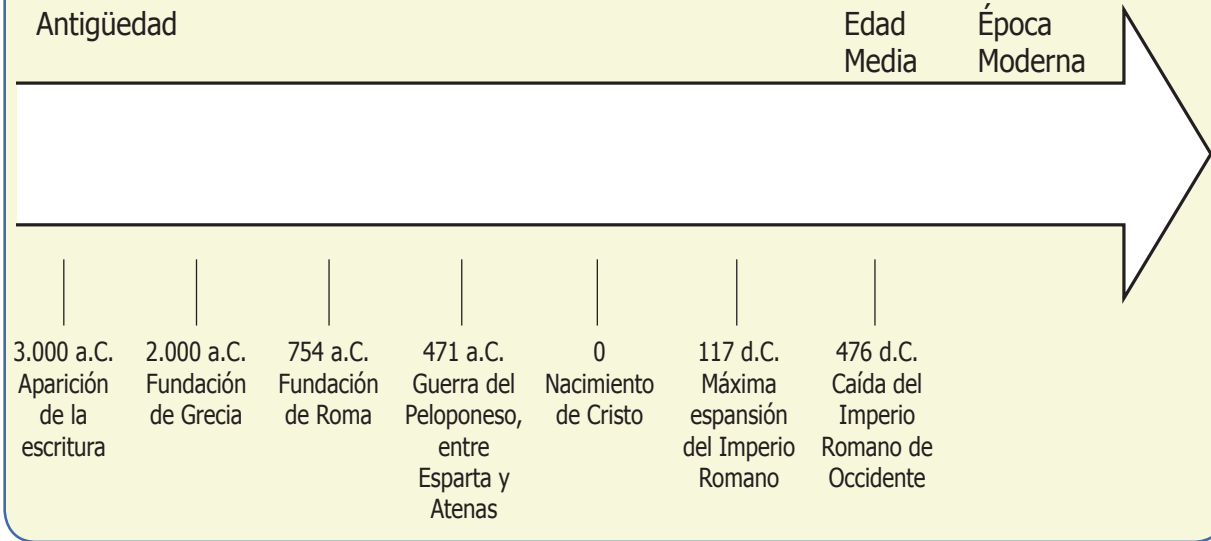 Antigüedad
Edad
Media
Época
Moderna
3.000 a.C.
Aparición
de la
escritura
2.000 a.C.
Fundación
de Grecia
754 a.C.
Fundación
de Roma
471 a.C.
Guerra del
Peloponeso,
entre
Esparta y
Atenas
0
Nacimiento
de Cristo
117 d.C.
Máxima
espansión
del Imperio
Romano
476 d.C.
Caída del
Imperio
Romano de
Occidente